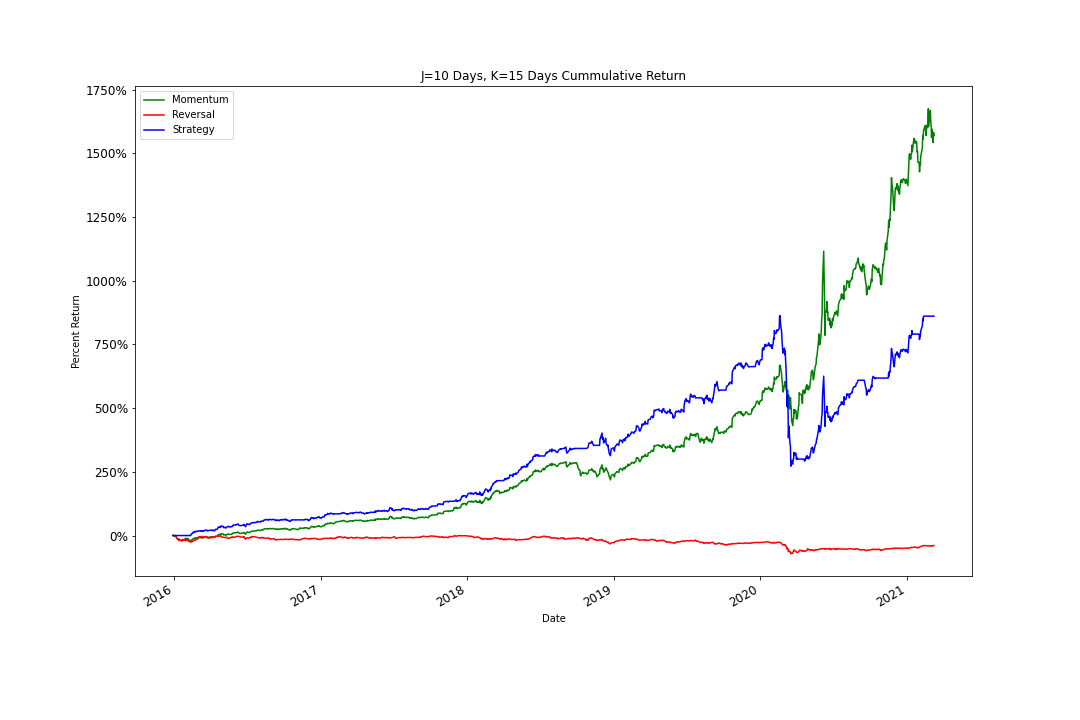 J=10 Days, K=15 Days Cummulative Return
1750%
1500%
1250%
1000%
750%
500%
250%
0%
Percent Return
Momentum
Reversal
Strategy
2016
2017
2018
2019
2020
2021
Date